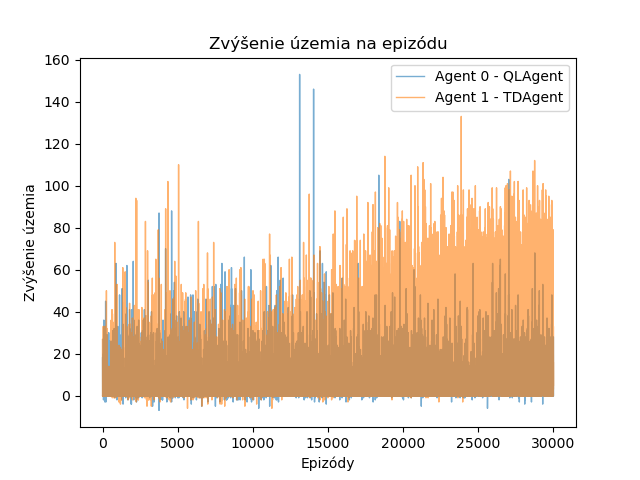 Zvýšenie územia na epizódu
Agent 0 - QLAgent
Agent 1 - TDAgent
Zvýšenie územia
160
140
120
100
80
60
40
20
0
0 5000 10000 15000 20000 25000 30000
Epizódy